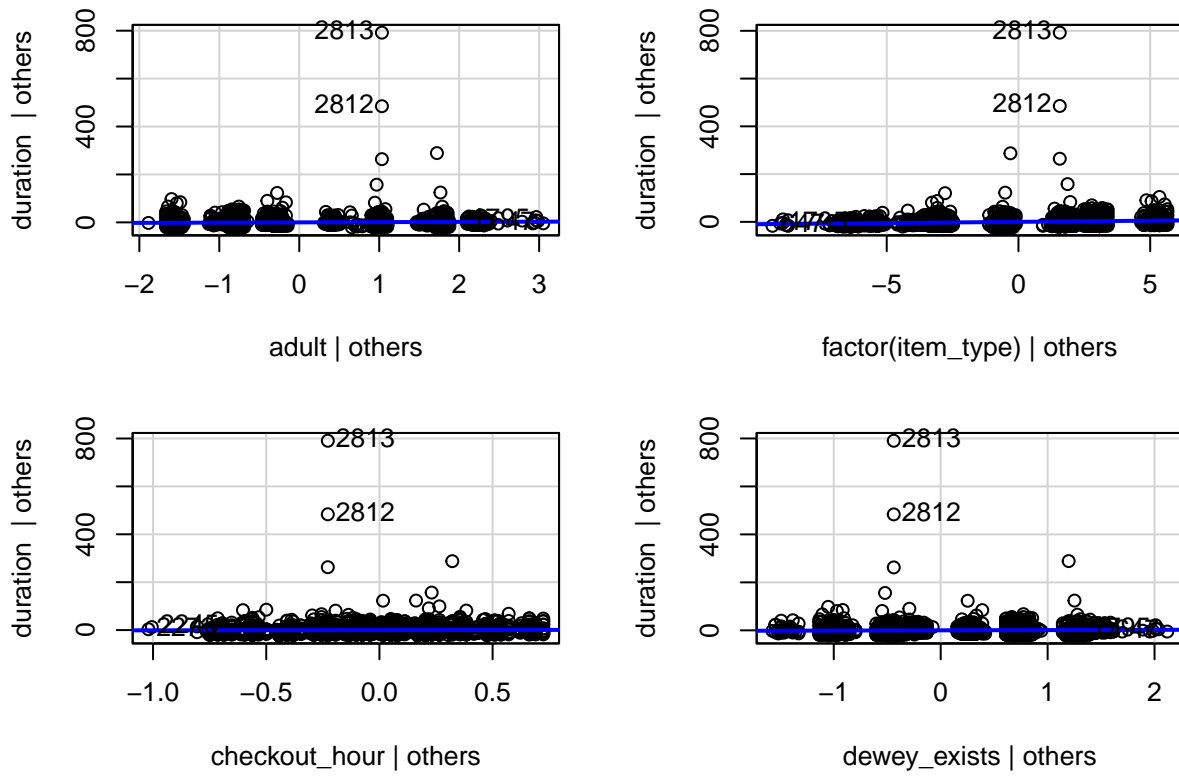 2813
2812
800
400
0
duration | others
−2 −1 0 1 2 3
adult | others
2813
2812
800
400
0
duration | others
−5 0 5
factor(item_type) | others
2813
2812
800
400
0
duration | others
−1.0 −0.5 0.0 0.5
checkout_hour | others
2813
2812
800
400
0
duration | others
−1 0 1 2
dewey_exists | others